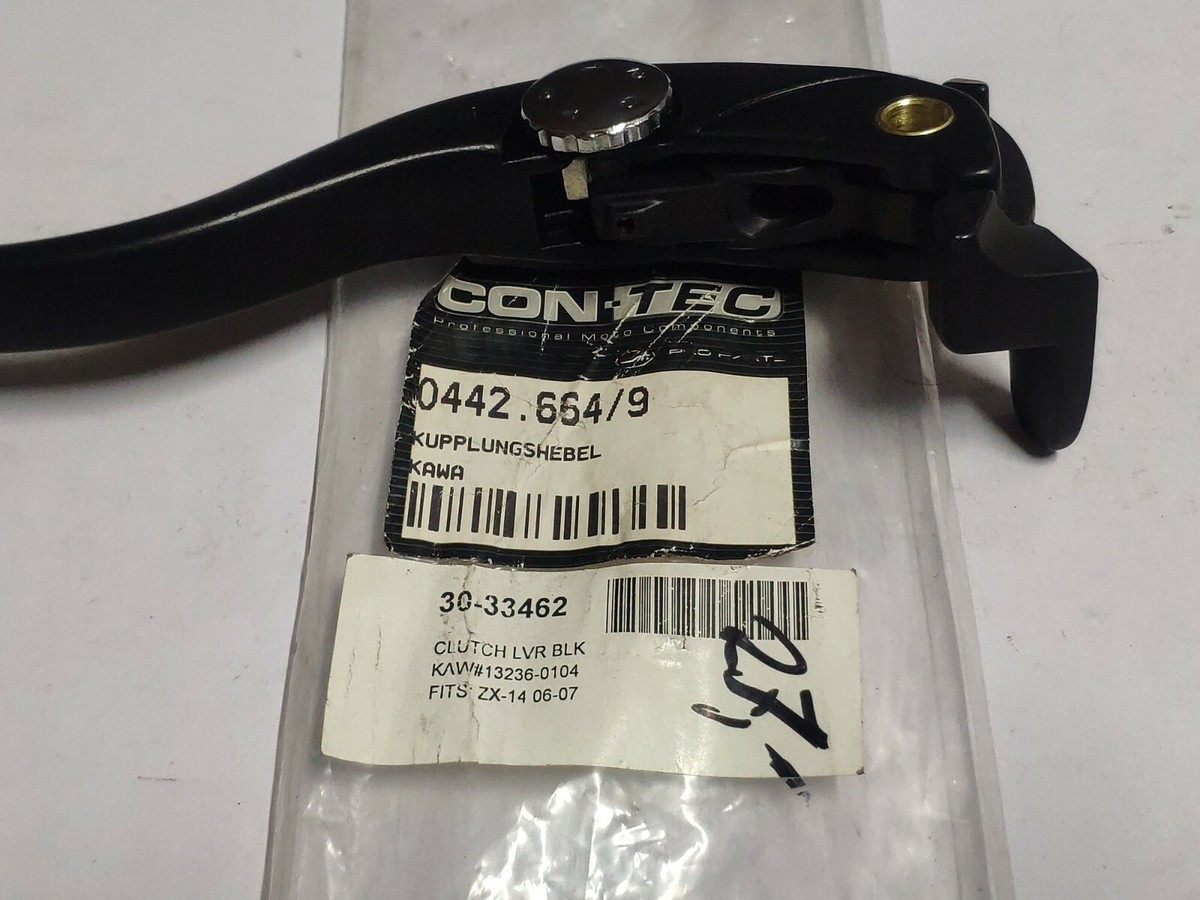 CON-TEC
Professional Moto Components
0442.664/9
KUPPLUNGSHEBEL
KAWA
30-33462
CLUTCH LVR BLK
KAW#13236-0104
FITS: ZX-14 06-07
27,-